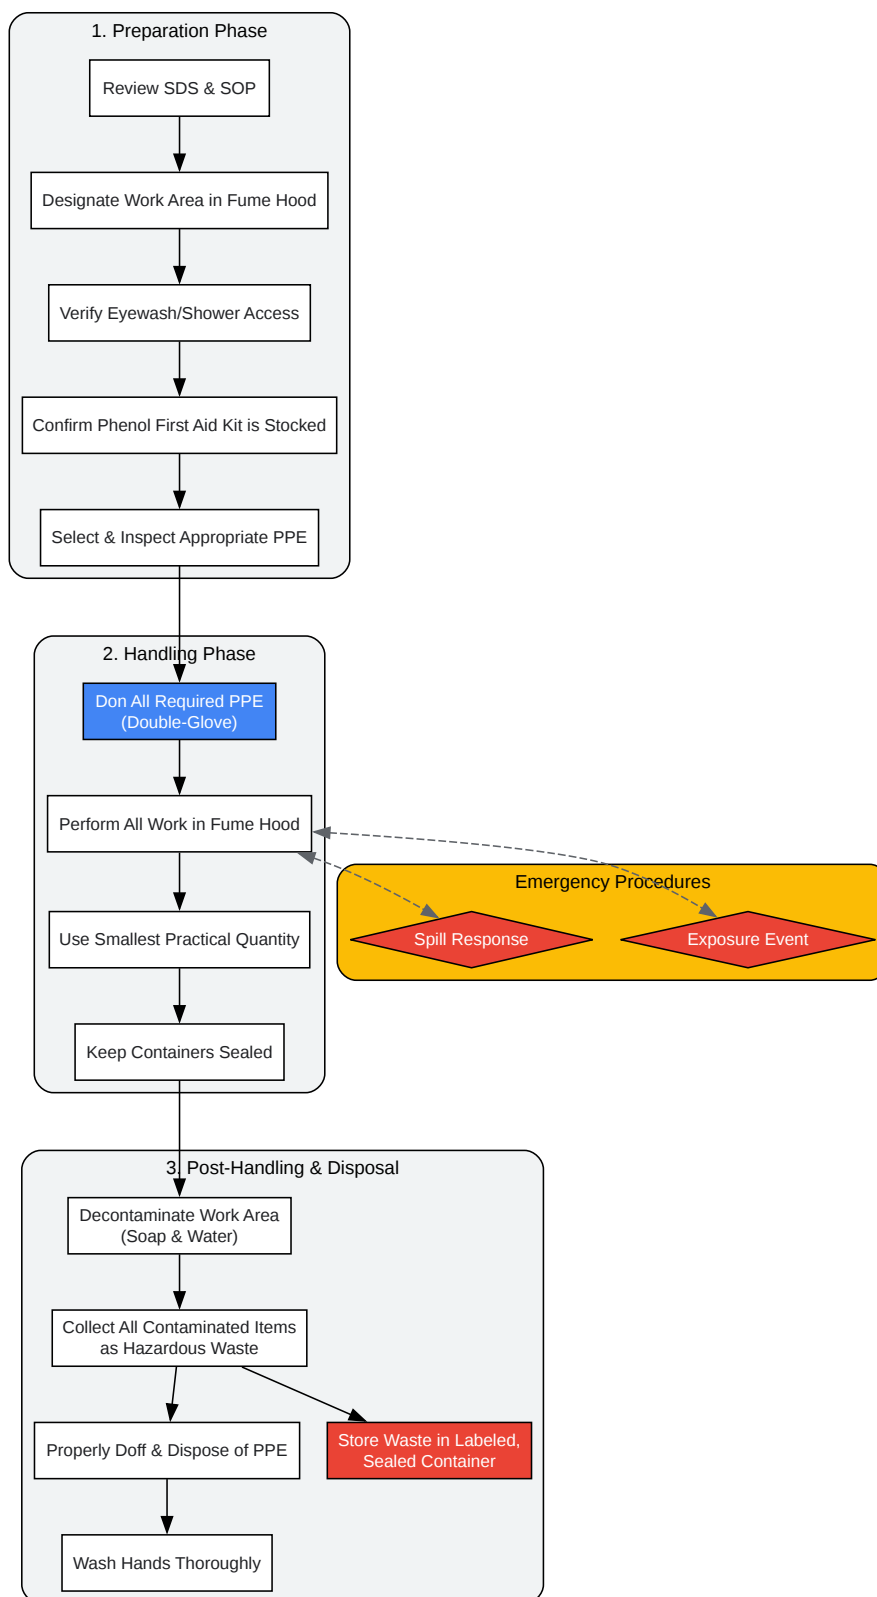 1. Preparation Phase
Review SDS & SOP
Designate Work Area in Fume Hood
Verify Eyewash/Shower Access
Confirm Phenol First Aid Kit is Stocked
Select & Inspect Appropriate PPE
2. Handling Phase
Don All Required PPE
(Double-Glove)
Perform All Work in Fume Hood
Use Smallest Practical Quantity
Keep Containers Sealed
Emergency Procedures
Spill Response
Exposure Event
3. Post-Handling & Disposal
Decontaminate Work Area
(Soap & Water)
Collect All Contaminated Items
as Hazardous Waste
Properly Doff & Dispose of PPE
Store Waste in Labeled,
Sealed Container
Wash Hands Thoroughly